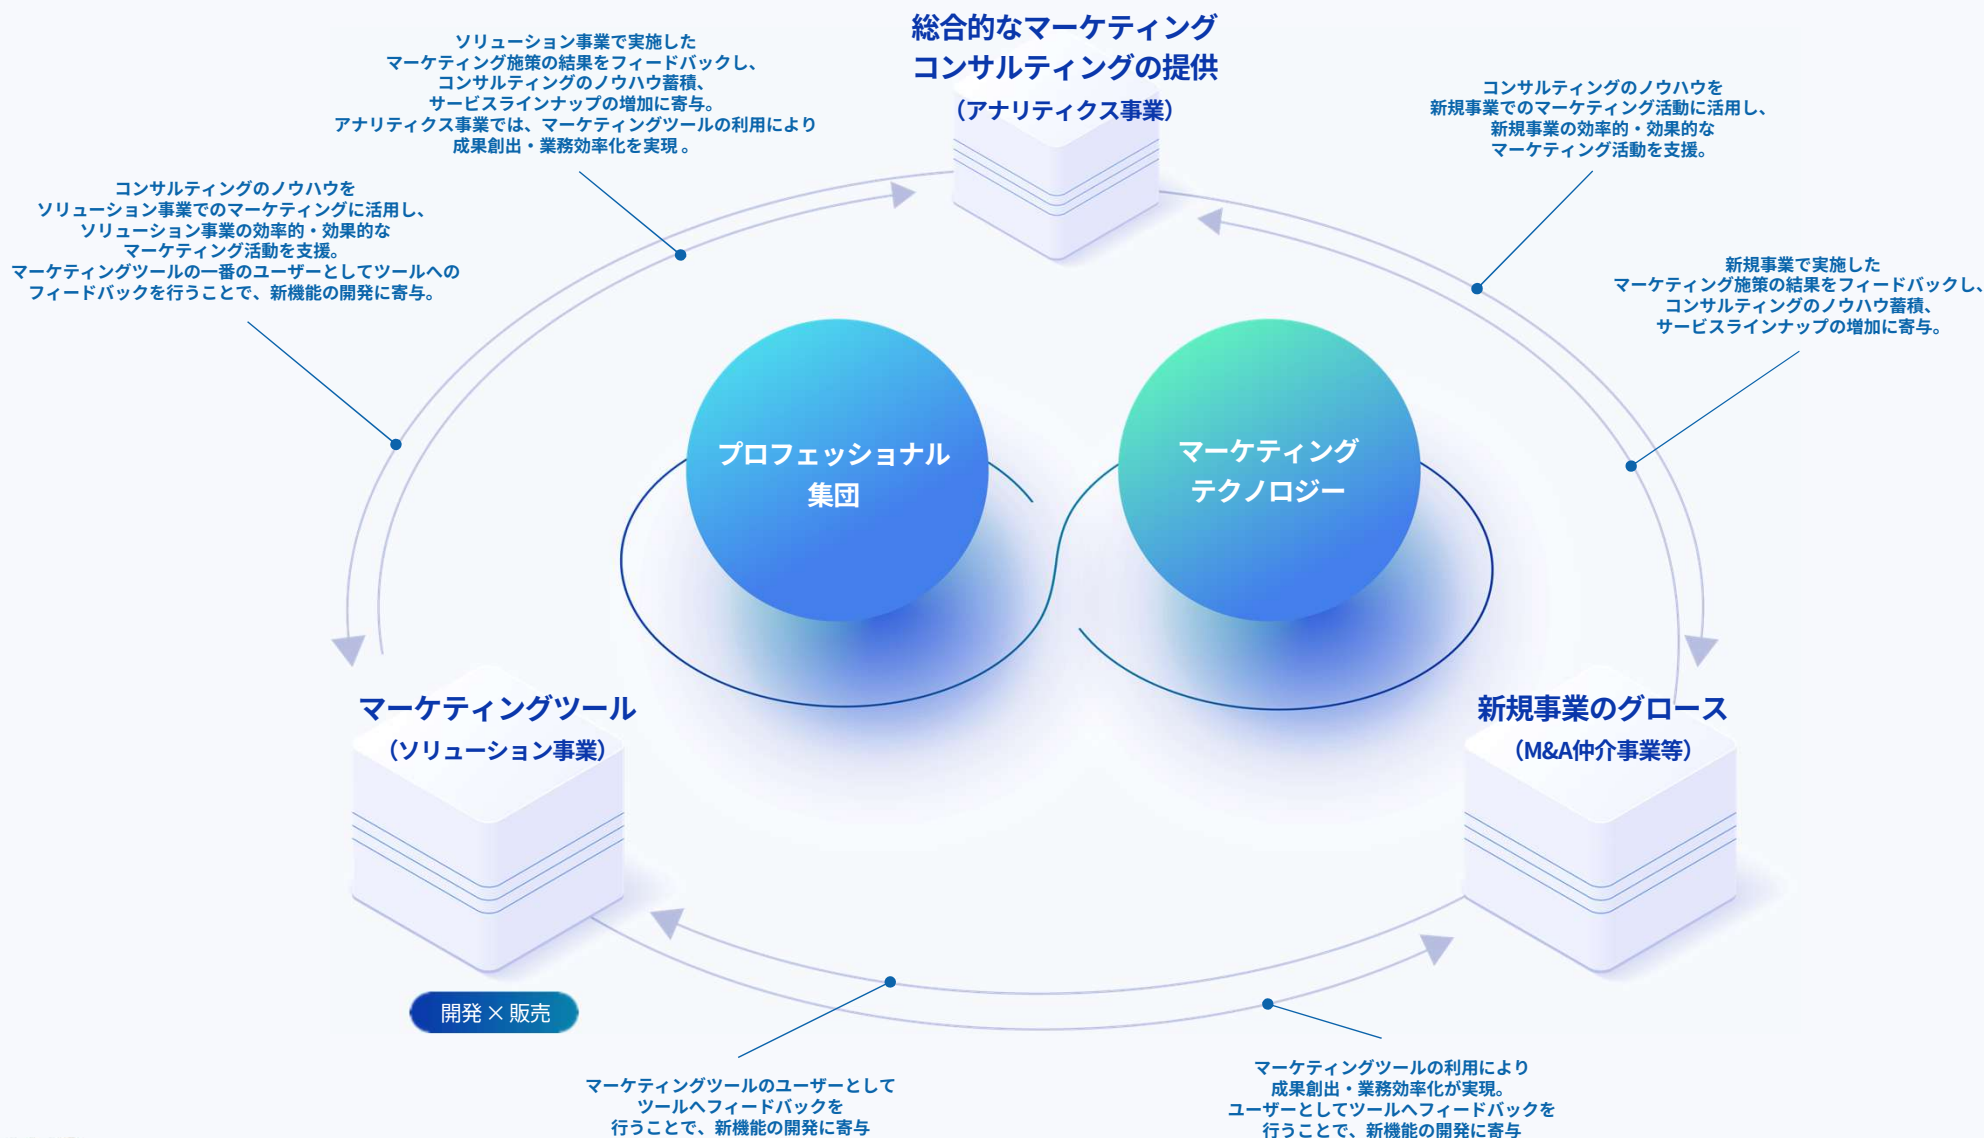 総合的なマーケティング
コンサルティングの提供
（アナリティクス事業）
ソリューション事業で実施した
マーケティング施策の結果をフィードバックし、
コンサルティングのノウハウ蓄積、
サービスラインナップの増加に寄与。
アナリティクス事業では、マーケティングツールの利用により
成果創出・業務効率化を実現。
コンサルティングのノウハウを
新規事業でのマーケティング活動に活用し、
新規事業の効率的・効果的な
マーケティング活動を支援。
コンサルティングのノウハウを
ソリューション事業でのマーケティングに活用し、
ソリューション事業の効率的・効果的な
マーケティング活動を支援。
マーケティングツールの一番のユーザーとしてツールへの
フィードバックを行うことで、新機能の開発に寄与。
新規事業で実施した
マーケティング施策の結果をフィードバックし、
コンサルティングのノウハウ蓄積、
サービスラインナップの増加に寄与。
プロフェッショナル
集団
マーケティング
テクノロジー
マーケティングツール
（ソリューション事業）
新規事業のグロース
（M&A仲介事業等）
開発×販売
マーケティングツールのユーザーとして
ツールへフィードバックを
行うことで、新機能の開発に寄与
マーケティングツールの利用により
成果創出・業務効率化が実現。
ユーザーとしてツールへフィードバックを
行うことで、新機能の開発に寄与